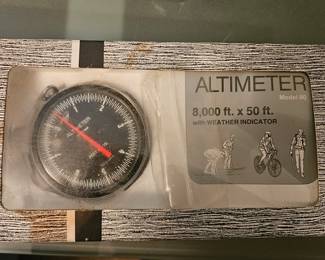 ALTIMETER
8,000 ft. x 50 ft.
with WEATHER INDICATOR